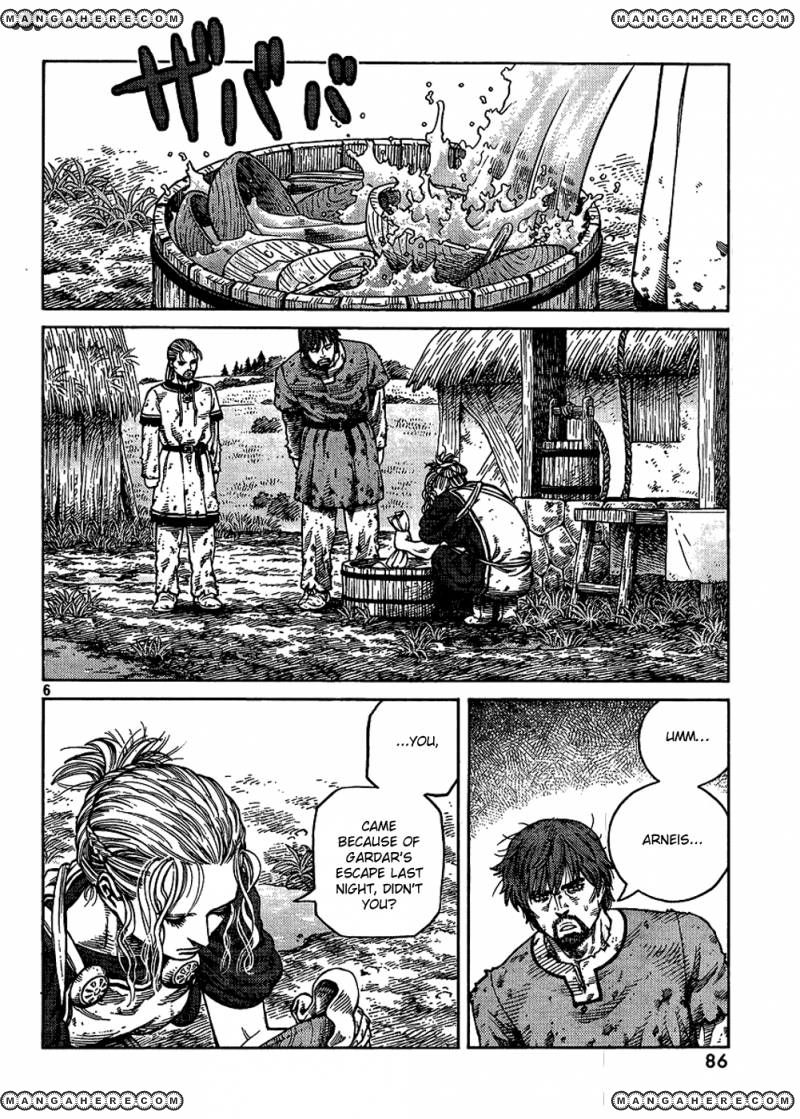 MANGAHERE.COM
MANGAHERE.COM
ザババ
6
UMM...
ARNEIS...
...YOU,
CAME
BECAUSE OF
GARDAR'S
ESCAPE LAST
NIGHT, DIDN'T
YOU?
86
MANGAHERE.COM
MANGAHERE.COM